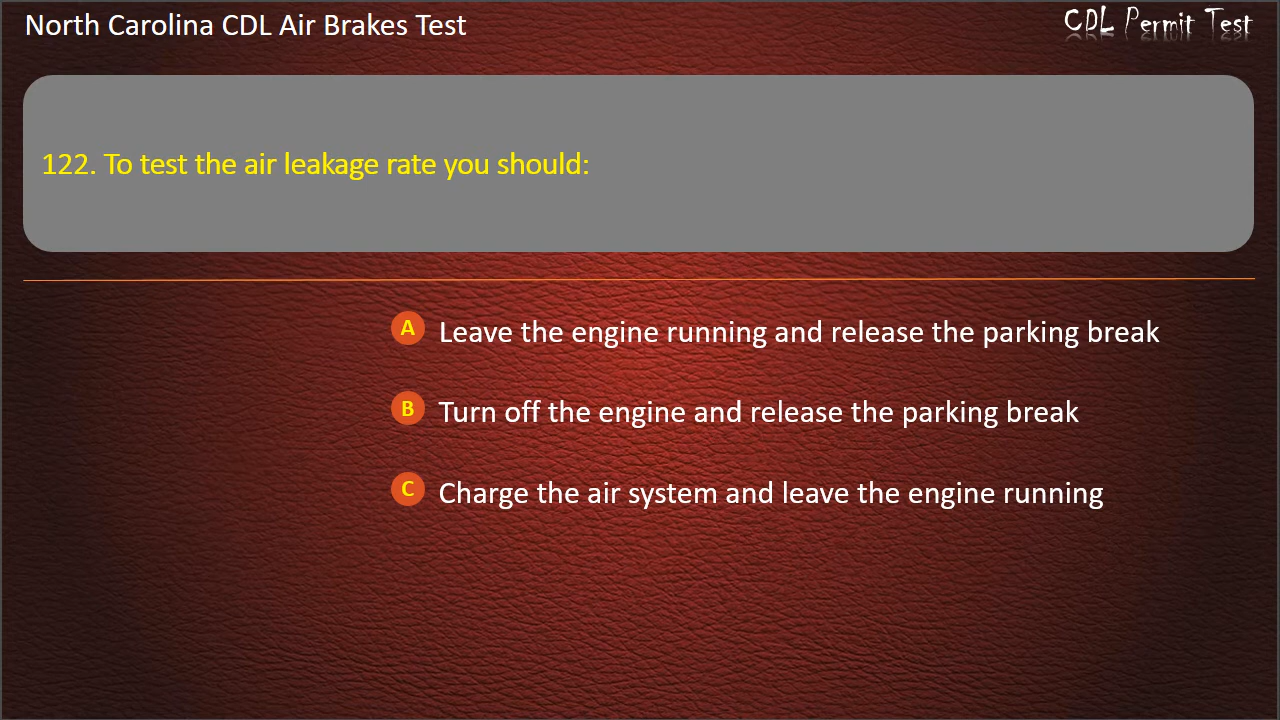 North Carolina CDL Air Brakes Test
CDL Permit Test
122. To test the air leakage rate you should:
A Leave the engine running and release the parking break
B Turn off the engine and release the parking break
C Charge the air system and leave the engine running